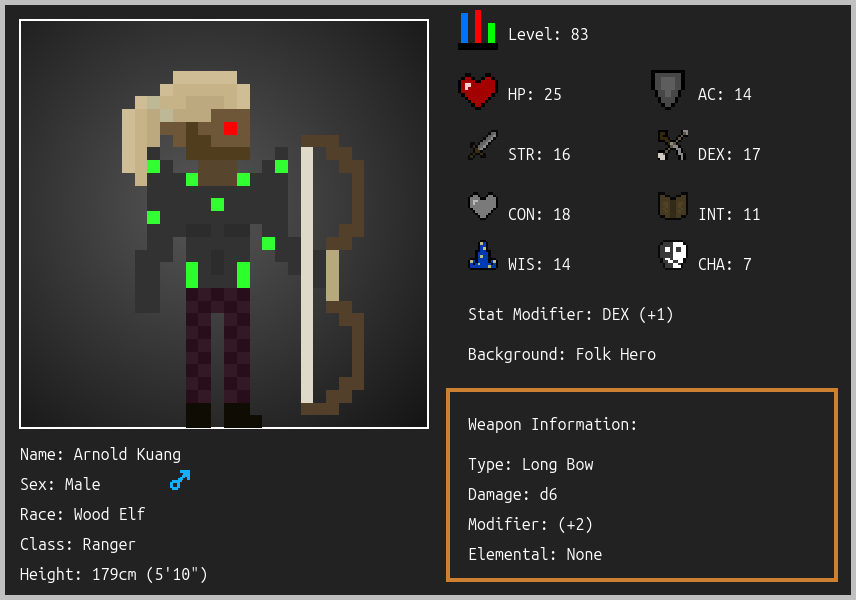 Level: 83
HP: 25
AC: 14
STR: 16
DEX: 17
CON: 18
INT: 11
WIS: 14
CHA: 7
Stat Modifier: DEX (+1)
Background: Folk Hero
Weapon Information:
Type: Long Bow
Damage: d6
Modifier: (+2)
Elemental: None
Name: Arnold Kuang
Sex: Male
Race: Wood Elf
Class: Ranger
Height: 179cm (5'10")